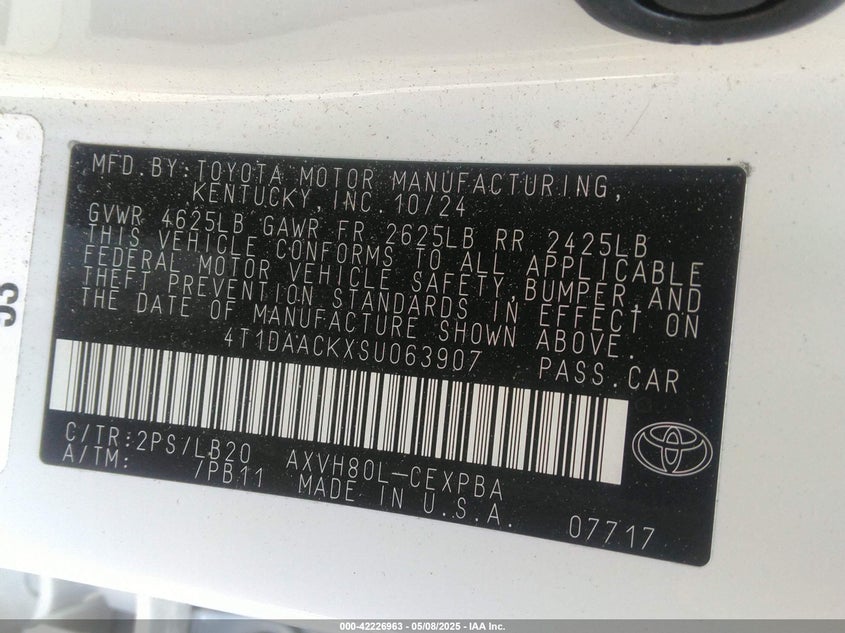 MFD.BY:TOYOTA MOTOR MANUFACTURING,
KENTUCKY,INC.10/24
GVWR 4625LB GAWR FR 2625LB RR 2425LB
THIS VEHICLE CONFORMS TO ALL APPLICABLE
FEDERAL MOTOR VEHICLE SAFETY,BUMPER,AND
THEFT PREVENTION STANDARDS IN EFFECT ON
THE DATE OF MANUFACTURE SHOWN ABOVE.
4T1DAACKXSU063907 PASS.CAR
C/TR:2PS/LB20 AXVH80L-CEXPBA
A/TM: /PB11 MADE IN U.S.A.
07717
53
000-42226963 — 05/08/2025 — IAA Inc.